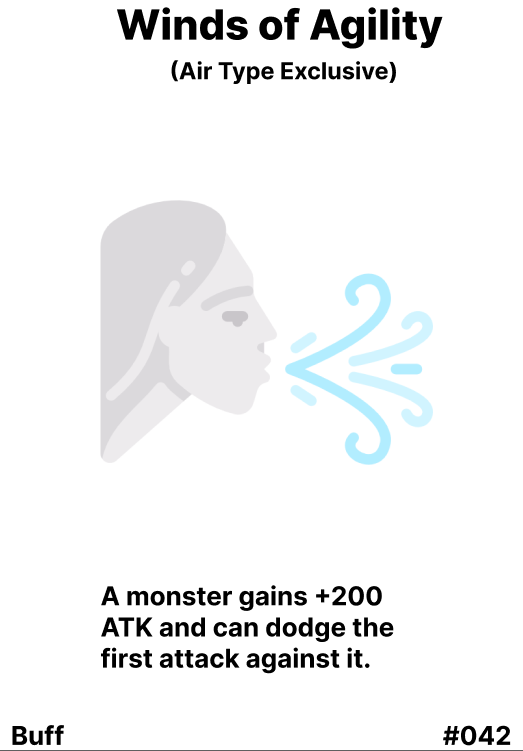 Winds of Agility
(Air Type Exclusive)
A monster gains +200
ATK and can dodge the
first attack against it.
Buff
#042